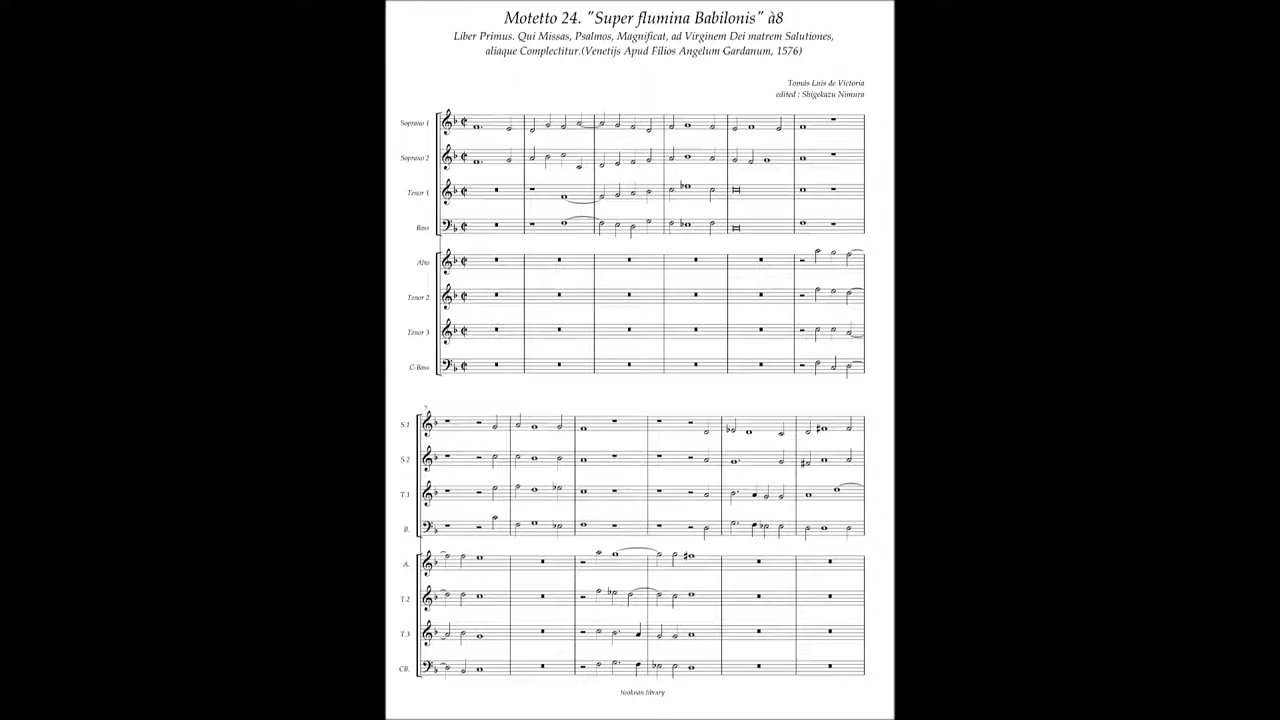 Motetto 24. "Super flumina Babilonis" à8
Liber Primus. Qui Missas, Psalmos, Magnificat, ad Virginem Dei matrem Salutiones,
aliaque Complectitur.(Venetijs Apud Filios Angelum Gardanum, 1576)
Tomás Luis de Victoria
edited : Shigekazu Nimura
Soprano 1
Soprano 2
Tenor 1
Bass
Alto
Tenor 2
Tenor 3
C-Bass
7
S.1
S.2
T.1
B.
A.
T.2
T.3
CB.
library